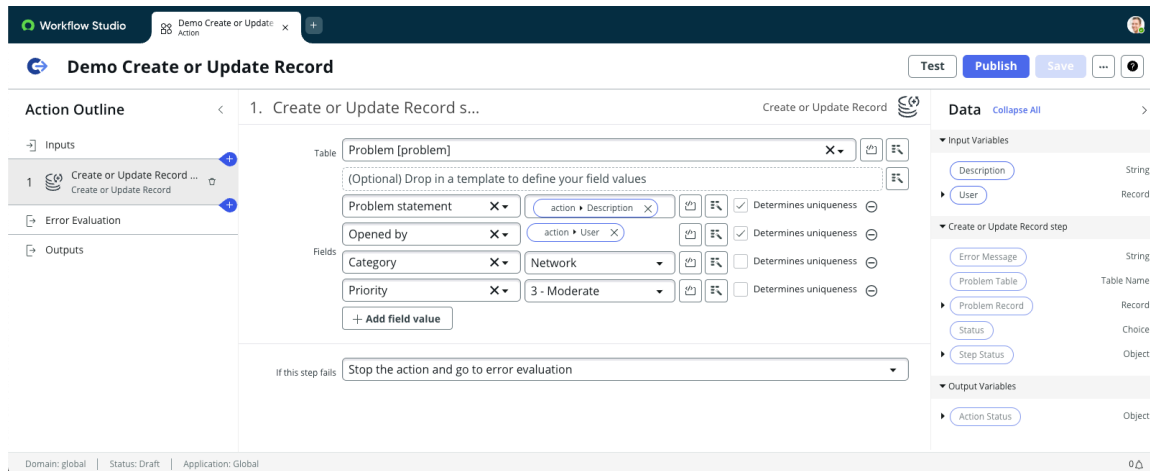 Workflow Studio
Demo Create or Update
Action
Demo Create or Update Record
Test
Publish
Save
Action Outline
Inputs
1
Create or Update Record ...
Create or Update Record
Error Evaluation
Outputs
1. Create or Update Record s...
Create or Update Record
Table
Problem [problem]
(Optional) Drop in a template to define your field values
Fields
Problem statement
action ▸ Description
Determines uniqueness
Opened by
action ▸ User
Determines uniqueness
Category
Network
Determines uniqueness
Priority
3 - Moderate
Determines uniqueness
+ Add field value
If this step fails
Stop the action and go to error evaluation
Data
Collapse All
Input Variables
Description
String
User
Record
Create or Update Record step
Error Message
String
Problem Table
Table Name
Problem Record
Record
Status
Choice
Step Status
Object
Output Variables
Action Status
Object
Domain: global | Status: Draft | Application: Global
0